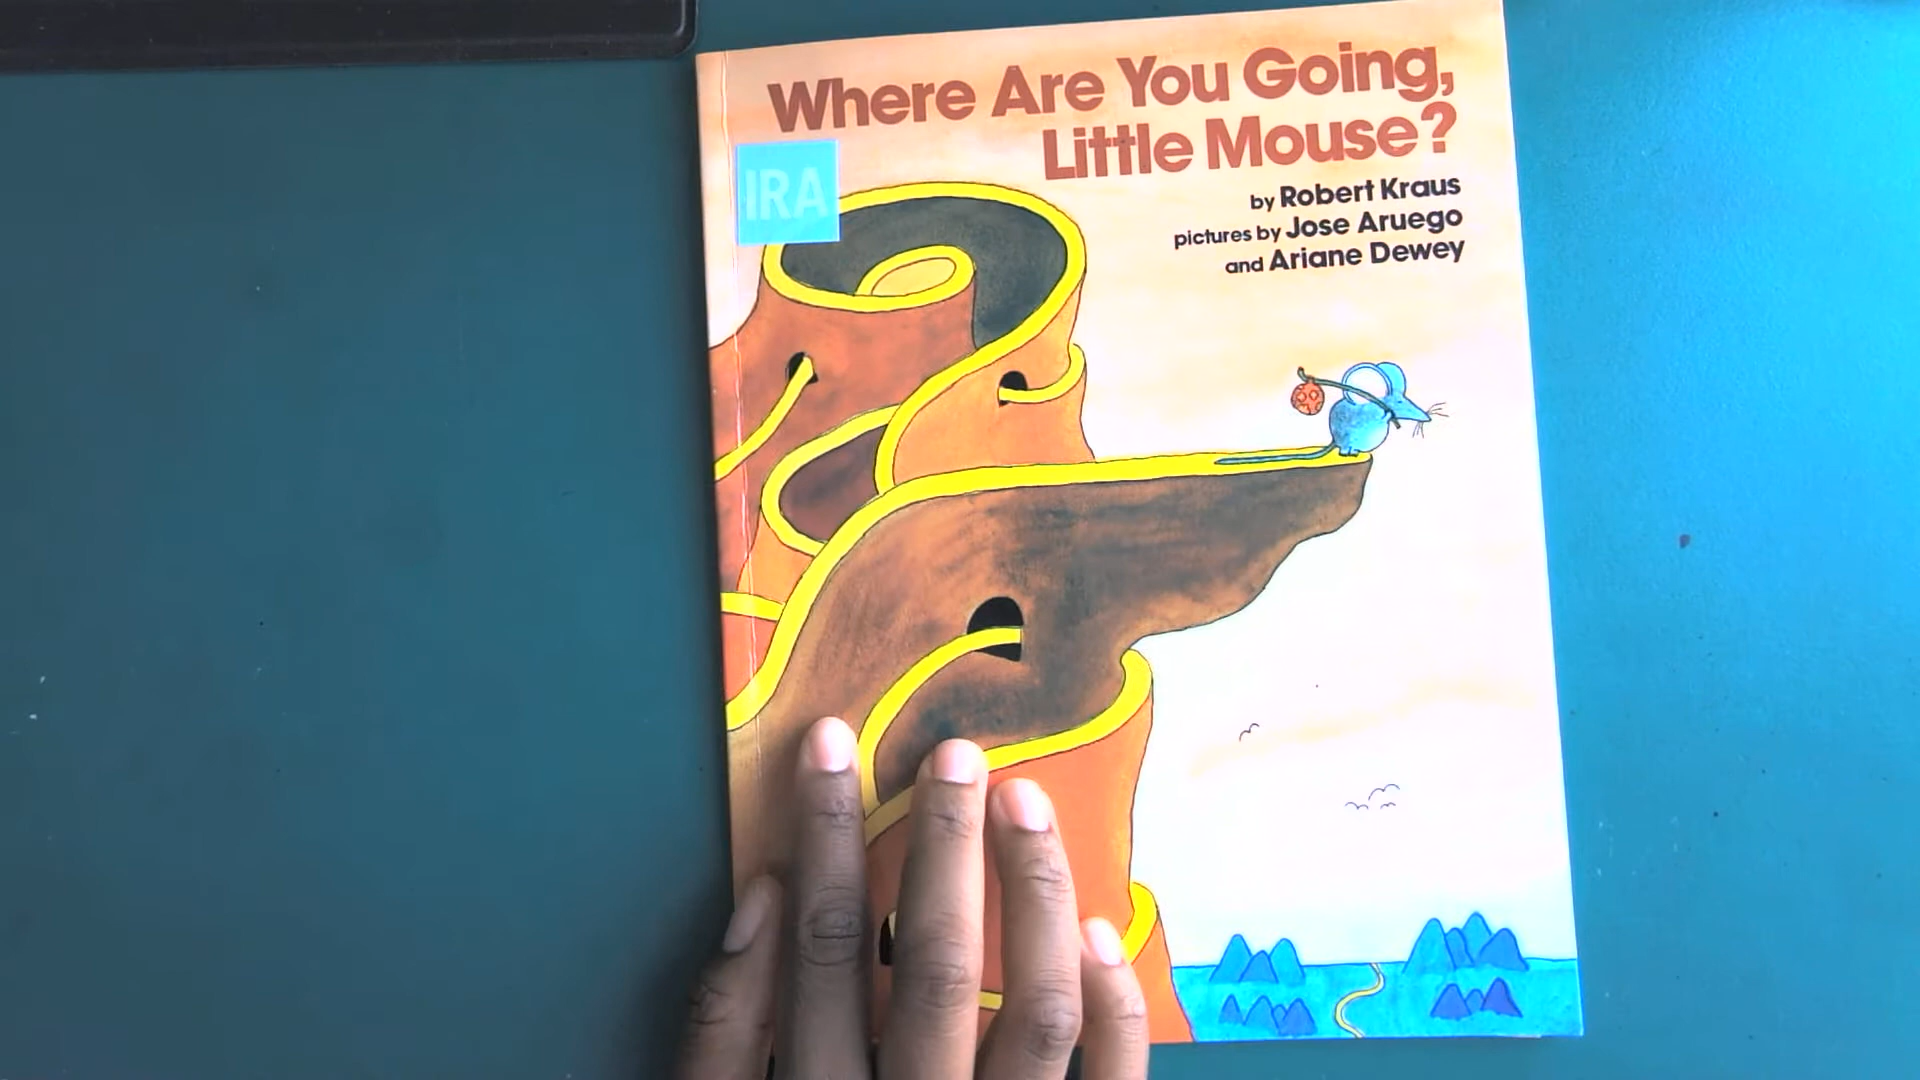 Where Are You Going,
Little Mouse?
IRA
by Robert Kraus
pictures by Jose Aruego
and Ariane Dewey